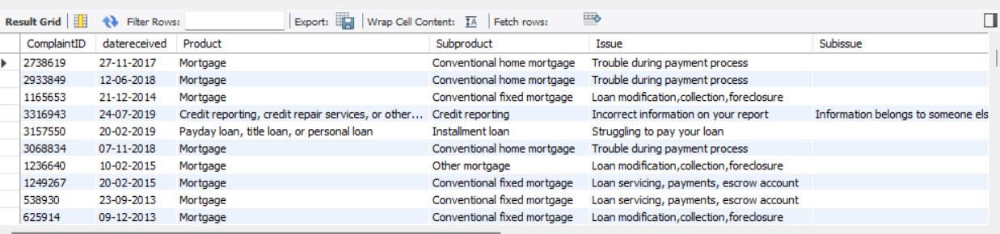 Result Grid Filter Rows: Export: Wrap Cell Content: IA Fetch rows:
ComplaintID datereceived Product Subproduct Issue Subissue
2738619 27-11-2017 Mortgage Conventional home mortgage Trouble during payment process
2933849 12-06-2018 Mortgage Conventional home mortgage Trouble during payment process
1165653 21-12-2014 Mortgage Conventional fixed mortgage Loan modification,collection,foreclosure
3316943 24-07-2019 Credit reporting, credit repair services, or other... Credit reporting Incorrect information on your report Information belongs to someone els
3157550 20-02-2019 Payday loan, title loan, or personal loan Installment loan Struggling to pay your loan
3068834 07-11-2018 Mortgage Conventional home mortgage Trouble during payment process
1236640 10-02-2015 Mortgage Other mortgage Loan modification,collection,foreclosure
1249267 20-02-2015 Mortgage Conventional fixed mortgage Loan servicing, payments, escrow account
538930 23-09-2013 Mortgage Conventional fixed mortgage Loan servicing, payments, escrow account
625914 09-12-2013 Mortgage Conventional fixed mortgage Loan modification,collection,foreclosure